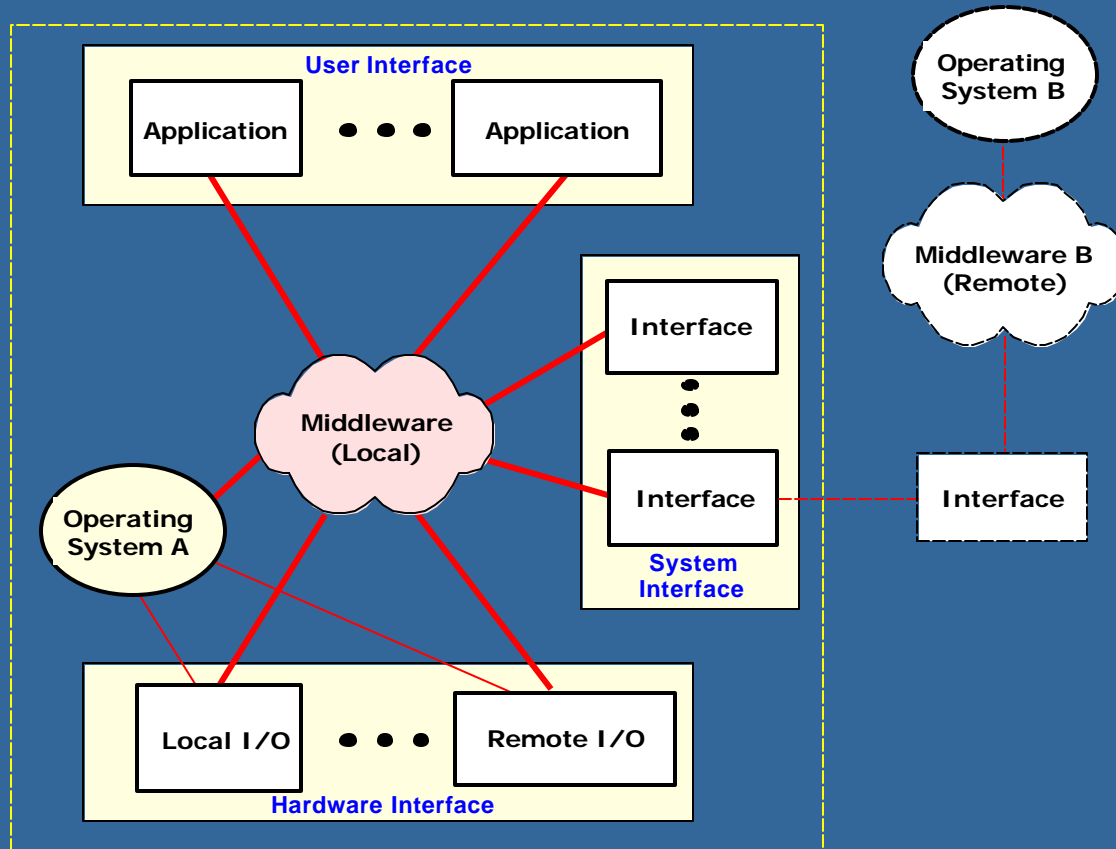 User Interface
Application
Application
Operating
System B
Middleware B
(Remote)
Interface
Middleware
(Local)
Interface
Interface
Operating
System A
System
Interface
Local I/O
Remote I/O
Hardware Interface